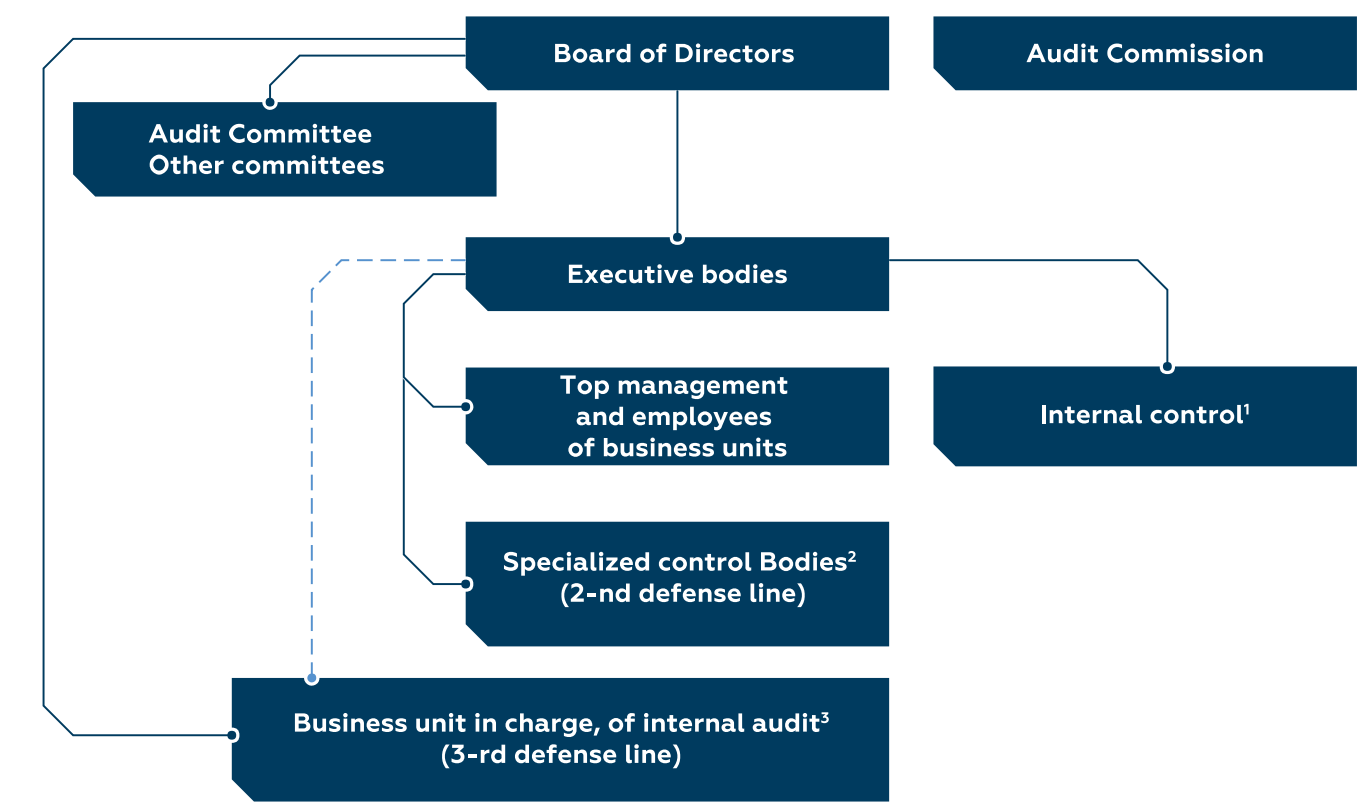 Board of Directors
Audit Commission
Audit Committee
Other committees
Executive bodies
Top management
and employees
of business units
Internal control¹
Specialized control Bodies²
(2-nd defense line)
Business unit in charge, of internal audit³
(3-rd defense line)